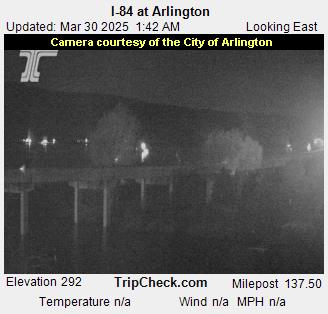 I-84 at Arlington
Updated: Mar 30 2025 1:42 AM Looking East
Camera courtesy of the City of Arlington
Elevation 292 TripCheck.com Milepost 137.50
Temperature n/a Wind n/a MPH n/a